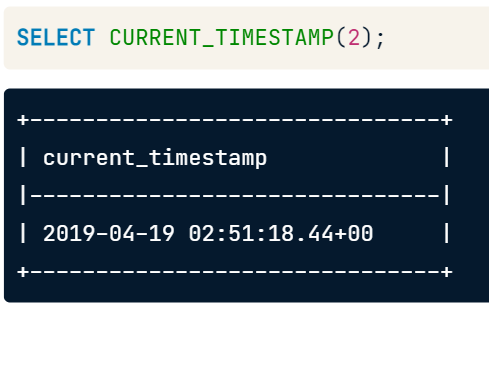 SELECT CURRENT_TIMESTAMP(2);
+-------------------------------+
| current_timestamp             |
|-------------------------------|
| 2019-04-19 02:51:18.44+00     |
+-------------------------------+